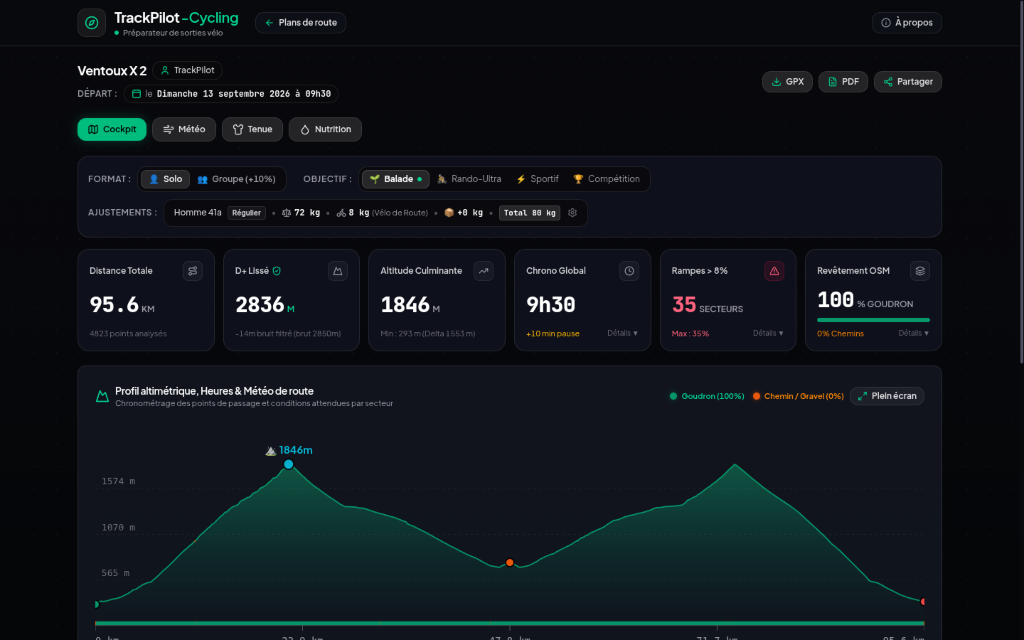 TrackPilot-Cycling
Préparateur de sorties vélo
← Plans de route
À propos
Ventoux X 2
TrackPilot
DÉPART :
le Dimanche 13 septembre 2026 à 09h30
GPX
PDF
Partager
Cockpit
Météo
Tenue
Nutrition
FORMAT :
Solo
Groupe (+10%)
OBJECTIF :
Balade
Rando-Ultra
Sportif
Compétition
AJUSTEMENTS :
Homme 41a
Régulier
• 72 kg
• 8 kg (Vélo de Route)
• +0 kg
• Total 80 kg
Distance Totale
95.6 KM
4823 points analysés
D+ Lissé
2836 M
-14m brut filtré (brut 2850m)
Altitude Culminante
1846 M
Min : 293 m (Delta 1553 m)
Chrono Global
9h30
+10 min pause
Détails ▾
Rampes > 8%
35 SECTEURS
Max : 35%
Détails ▾
Revêtement OSM
100 % GOUDRON
0% Chemins
Détails ▾
Profil altimétrique, Heures & Météo de route
Chronométrage des points de passage et conditions attendues par secteur
Goudron (100%)
Chemin / Gravel (0%)
Plein écran
1846m
1574 m
1070 m
565 m